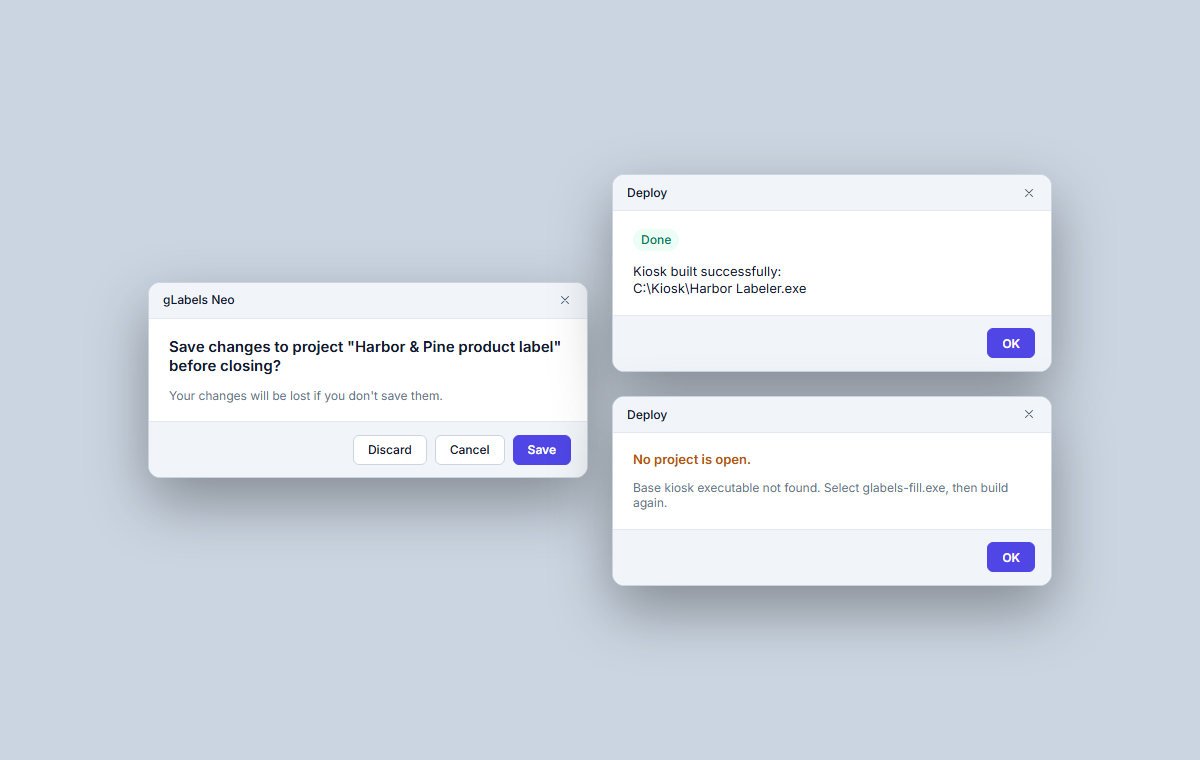 gLabels Neo
Save changes to project "Harbor & Pine product label"
before closing?
Your changes will be lost if you don't save them.
Discard
Cancel
Save
Deploy
Done
Kiosk built successfully:
C:\Kiosk\Harbor Labeler.exe
OK
Deploy
No project is open.
Base kiosk executable not found. Select glabels-fill.exe, then build
again.
OK